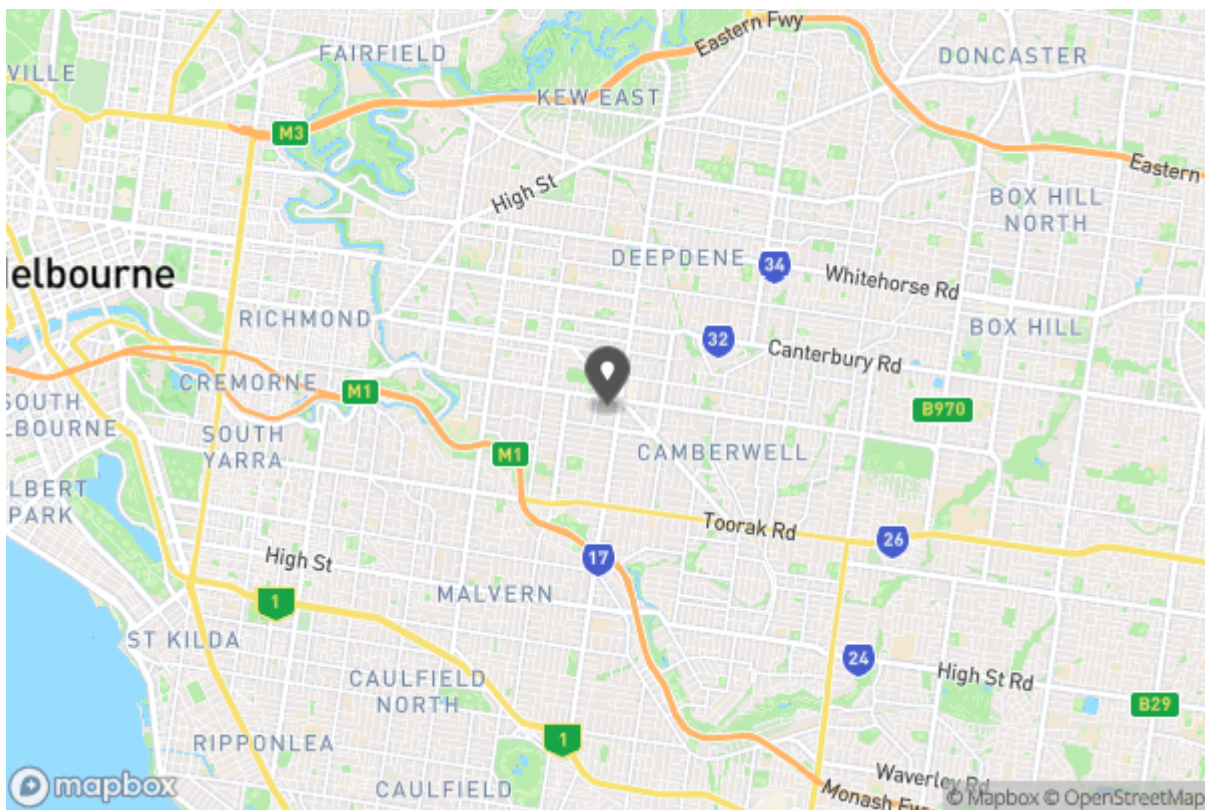 FAIRFIELD
Eastern Fwy
DONCASTER
VILLE
KEW EAST
M3
Eastern
High St
BOX HILL
NORTH
DEEPDENE
34
Whitehorse Rd
elbourne
RICHMOND
32
Canterbury Rd
BOX HILL
CREMORNE
M1
SOUTH
LBOURNE
SOUTH
YARRA
B970
M1
CAMBERWELL
LBERT
PARK
Toorak Rd
26
High St
17
1
MALVERN
ST KILDA
24
High St Rd
CAULFIELD
NORTH
B29
RIPPONLEA
1
mapbox
CAULFIELD
Waverley Rd
Monash Fw
© Mapbox © OpenStreetMap